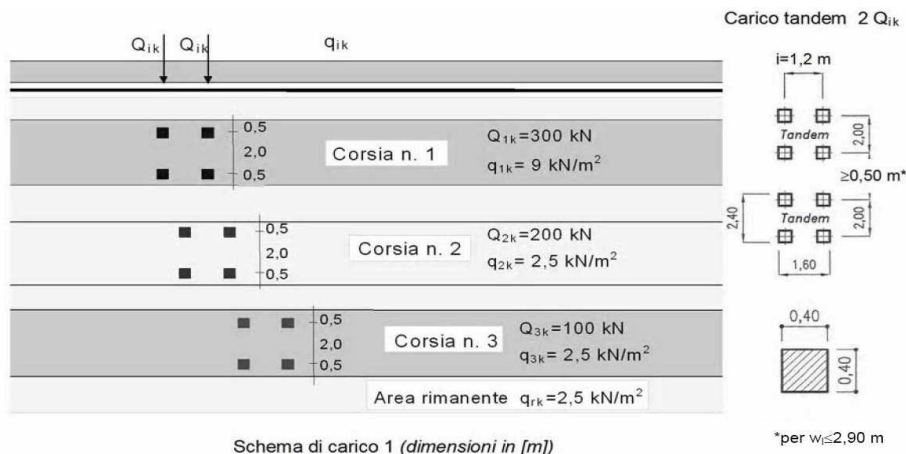 Carico tandem 2 Qik
Qik Qik qik
i=1,2 m
0,5
2,0
0,5
Corsia n. 1
Q1k=300 kN
q1k= 9 kN/m²
Tandem
2,00
≥0,50 m*
0,5
2,0
0,5
Corsia n. 2
Q2k=200 kN
q2k= 2,5 kN/m²
2,40
Tandem
2,00
1,60
0,5
2,0
0,5
Corsia n. 3
Q3k=100 kN
q3k= 2,5 kN/m²
0,40
0,40
Area rimanente qrk=2,5 kN/m²
*per wl≤2,90 m
Schema di carico 1 (dimensioni in [m])